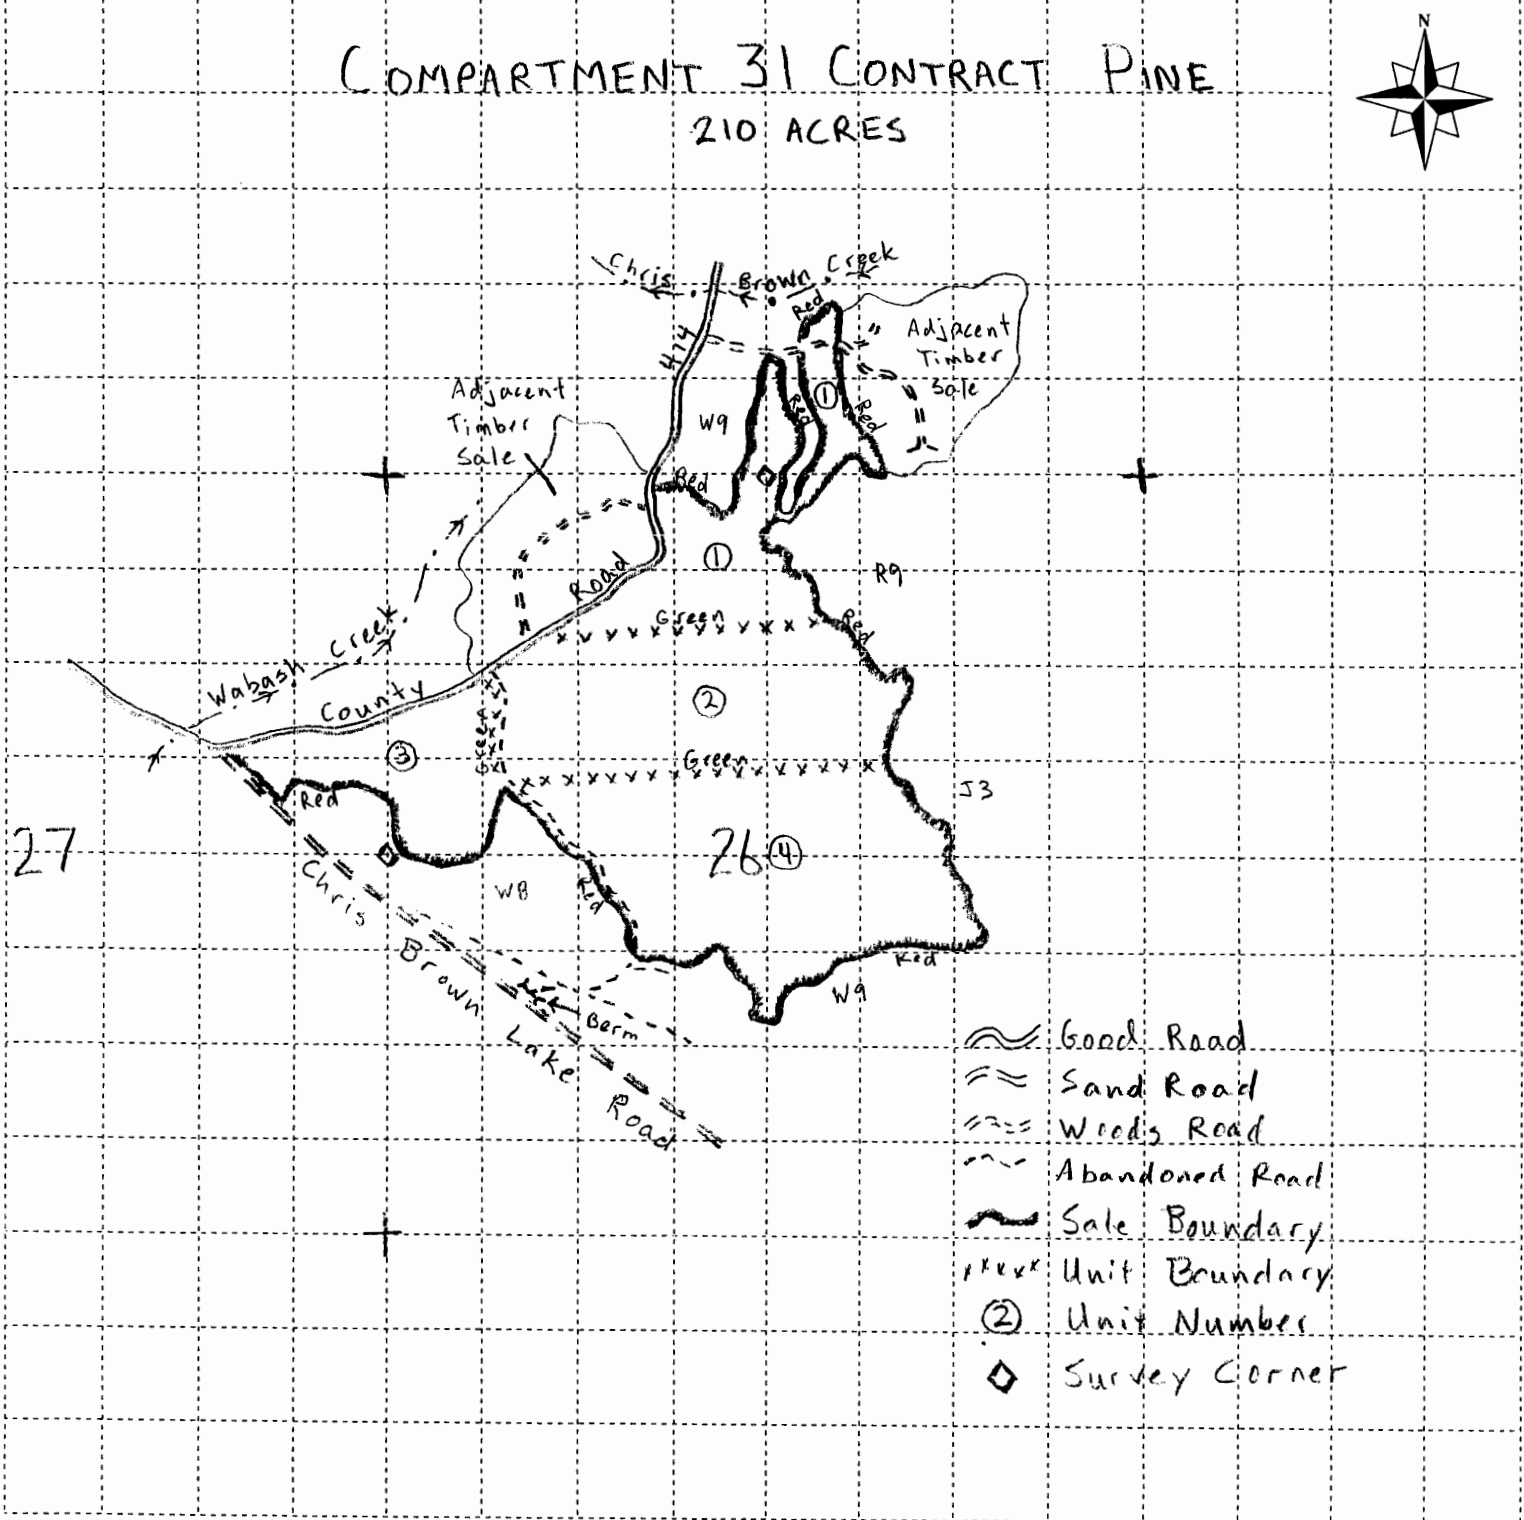 N
COMPARTMENT 31 CONTRACT PINE
210 ACRES
Chris Brown Creek
Red
474
Adjacent
Timber
Sale
Adjacent
Timber
Sale
W9
1
Red
Red
Red
1
R9
Road
Green
Red
Wabash Creek
County
2
Green
3
Green
Red
J3
27
26
4
Chris
W8
Red
Brown
Red
W9
Berm
Lake
Road
Good Road
Sand Road
Woods Road
Abandoned Road
Sale Boundary
Unit Boundary
2 Unit Number
Survey Corner